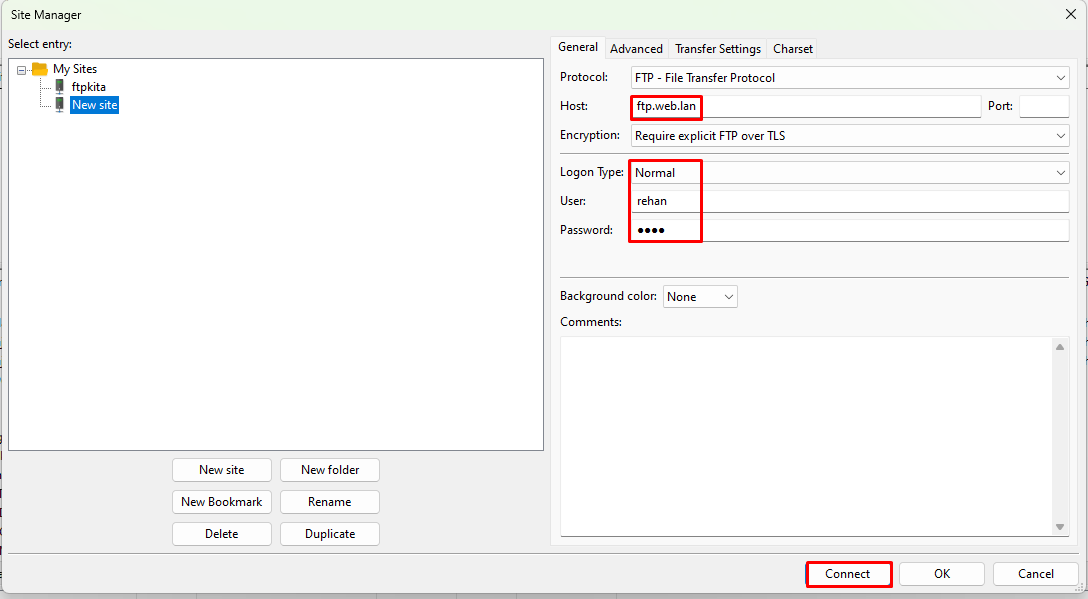 Site Manager
Select entry:
My Sites
ftpkita
New site
New site
New folder
New Bookmark
Rename
Delete
Duplicate
General
Advanced
Transfer Settings
Charset
Protocol:
FTP - File Transfer Protocol
Host:
ftp.web.lan
Port:
Encryption:
Require explicit FTP over TLS
Logon Type:
Normal
User:
rehan
Password:
●●●●
Background color:
None
Comments:
Connect
OK
Cancel